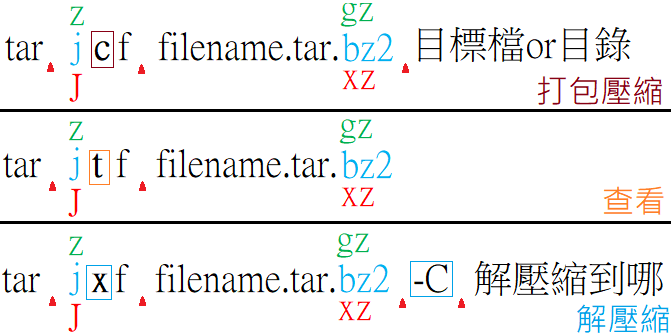 z gz
tar j c f filename.tar.bz2 目標檔or目錄
J xz
打包壓縮
z gz
tar j t f filename.tar.bz2
J xz
查看
z gz
tar j x f filename.tar.bz2 -C 解壓縮到哪
J xz
解壓縮